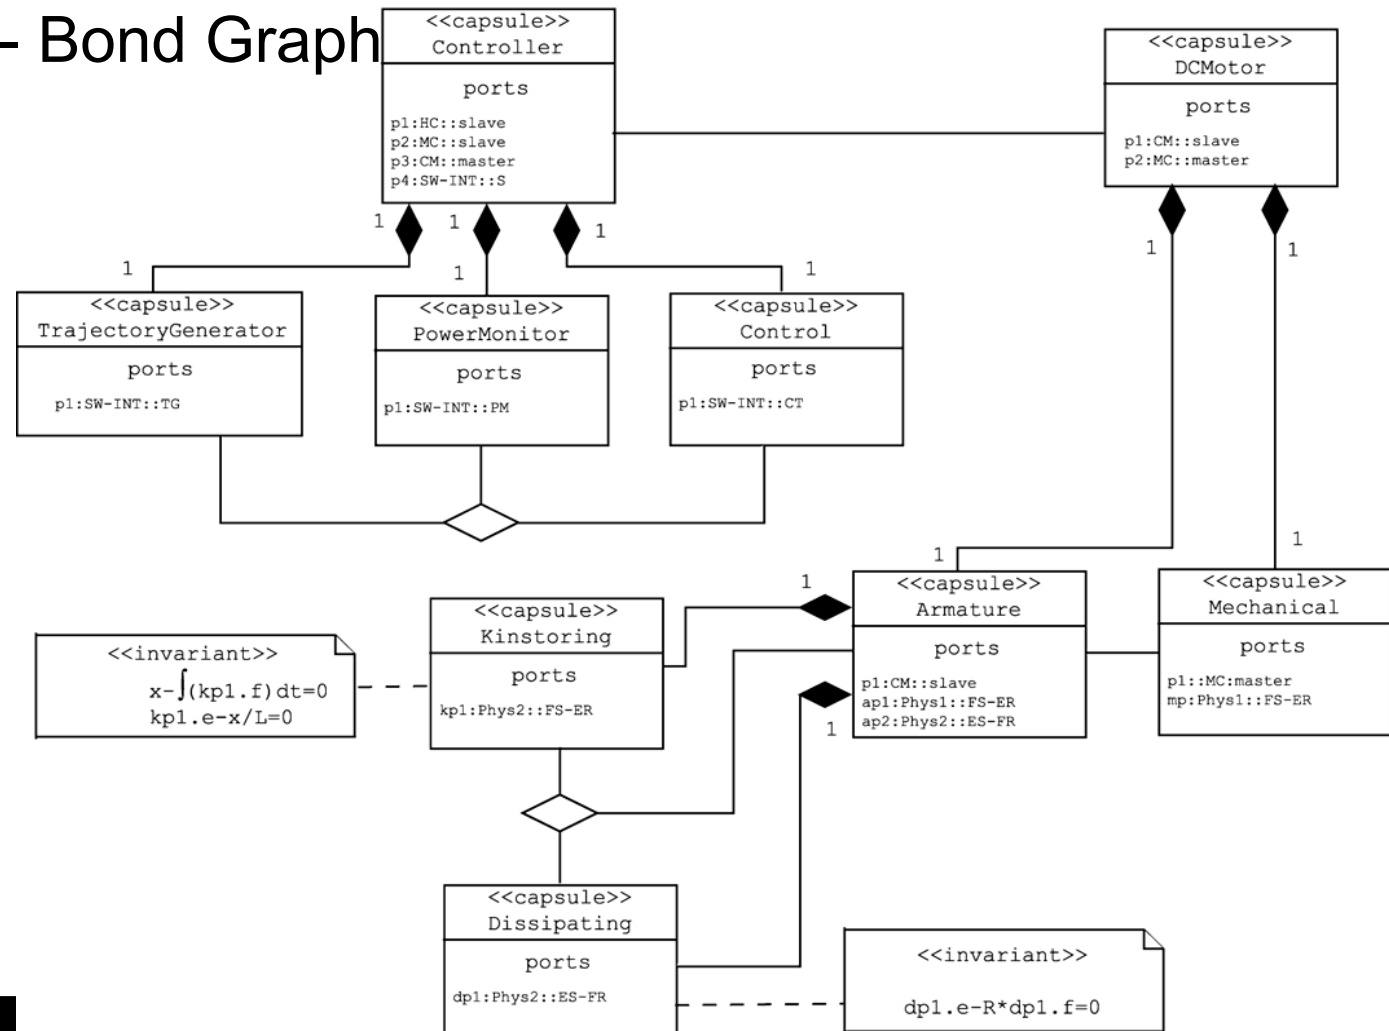 - Bond Graph
<<capsule>>
Controller
ports
p1:HC::slave
p2:MC::slave
p3:CM::master
p4:SW-INT::S
<<capsule>>
DCMotor
ports
p1:CM::slave
p2:MC::master
1
1
1
1
1
1
1
1
<<capsule>>
TrajectoryGenerator
ports
p1:SW-INT::TG
<<capsule>>
PowerMonitor
ports
p1:SW-INT::PM
<<capsule>>
Control
ports
p1:SW-INT::CT
1
1
<<invariant>>
x-∫(kp1.f)dt=0
kp1.e-x/L=0
<<capsule>>
Kinstoring
ports
kp1:Phys2::FS-ER
1
1
<<capsule>>
Armature
ports
p1:CM::slave
ap1:Phys1::FS-ER
ap2:Phys2::ES-FR
<<capsule>>
Mechanical
ports
p1::MC:master
mp:Phys1::FS-ER
<<capsule>>
Dissipating
ports
dp1:Phys2::ES-FR
<<invariant>>
dp1.e-R*dp1.f=0